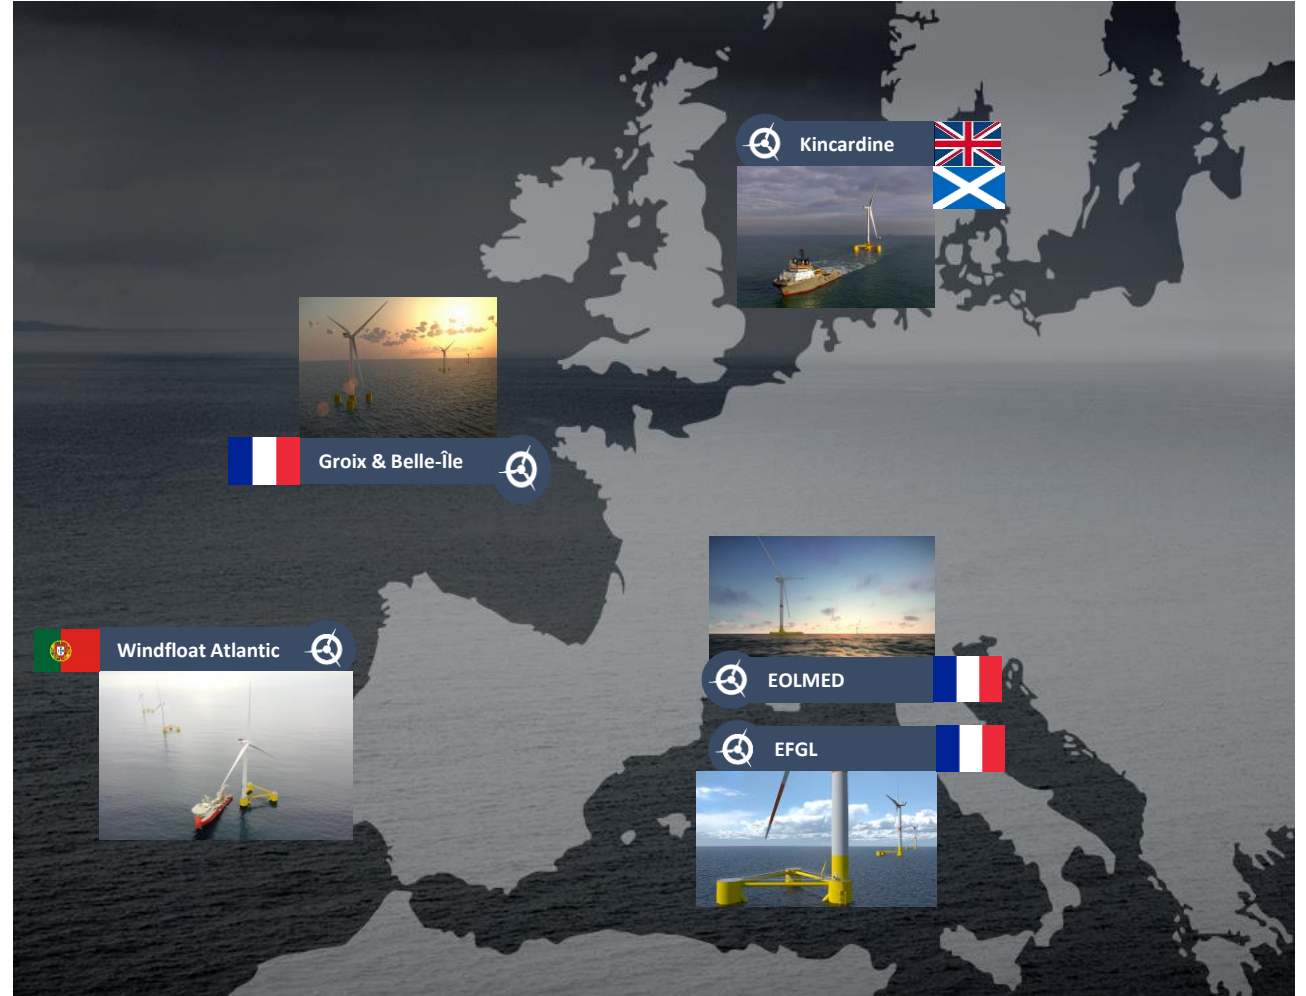 Kincardine
Groix & Belle-Île
Windfloat Atlantic
EOLMED
EFGL